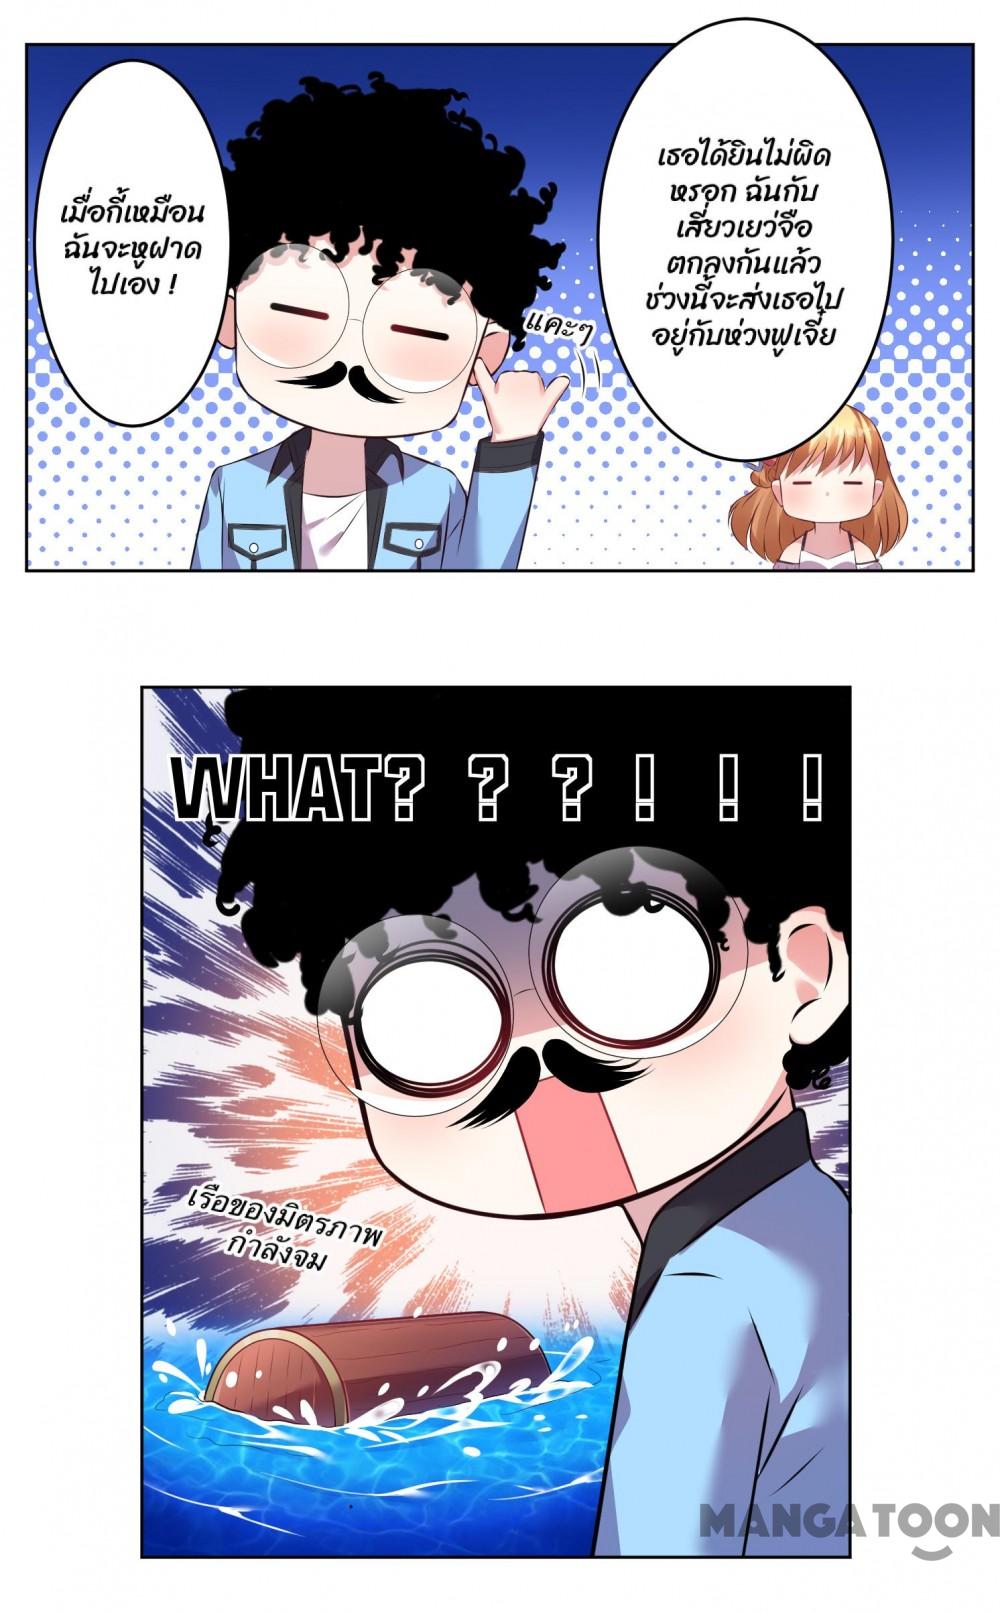 เมื่อกี้เหมือน
ฉันจะหูฝาด
ไปเอง !
แคะๆ
เธอได้ยินไม่ผิด
หรอก ฉันกับ
เสี่ยวเยว่จือ
ตกลงกันแล้ว
ช่วงนี้จะส่งเธอไป
อยู่กับห่วงฟูเจี๋ย
WHAT? ? ? ! ! !
เรือของมิตรภาพ
กำลังจม
MANGATOON